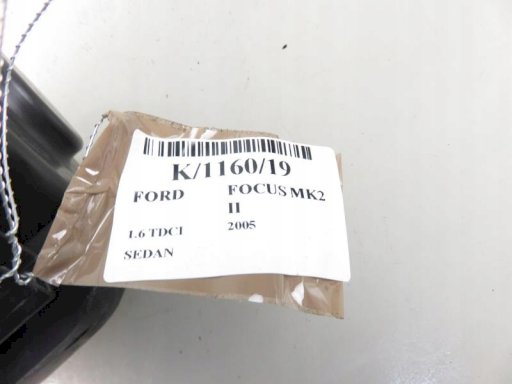 K/1160/19
FORD FOCUS MK2
II
1.6 TDCI 2005
SEDAN